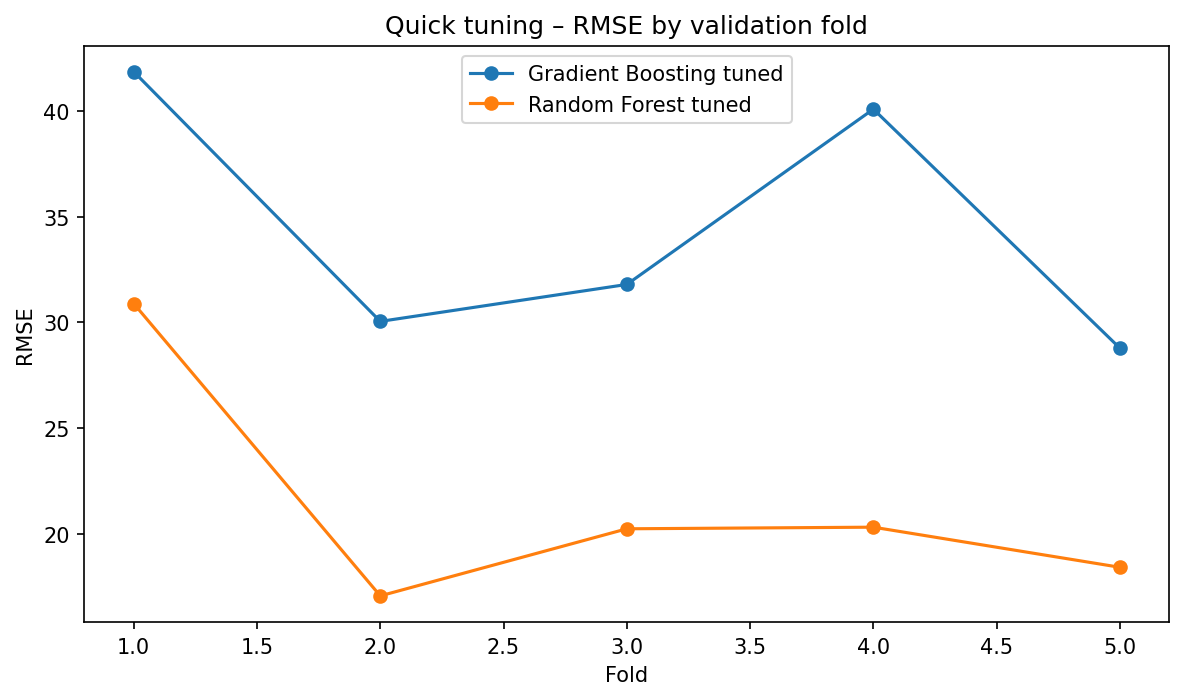 Quick tuning – RMSE by validation fold
Gradient Boosting tuned
Random Forest tuned
RMSE
40
35
30
25
20
1.0 1.5 2.0 2.5 3.0 3.5 4.0 4.5 5.0
Fold